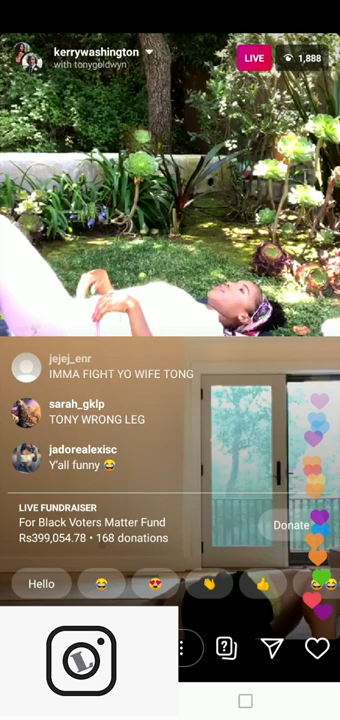 kerrywashington
with tonygoldwyn
LIVE
1,888
jejej_enr
IMMA FIGHT YO WIFE TONG
sarah_gklp
TONY WRONG LEG
jadorealexisc
Y'all funny 😂
LIVE FUNDRAISER
For Black Voters Matter Fund
Rs399,054.78 • 168 donations
Donate
Hello
L